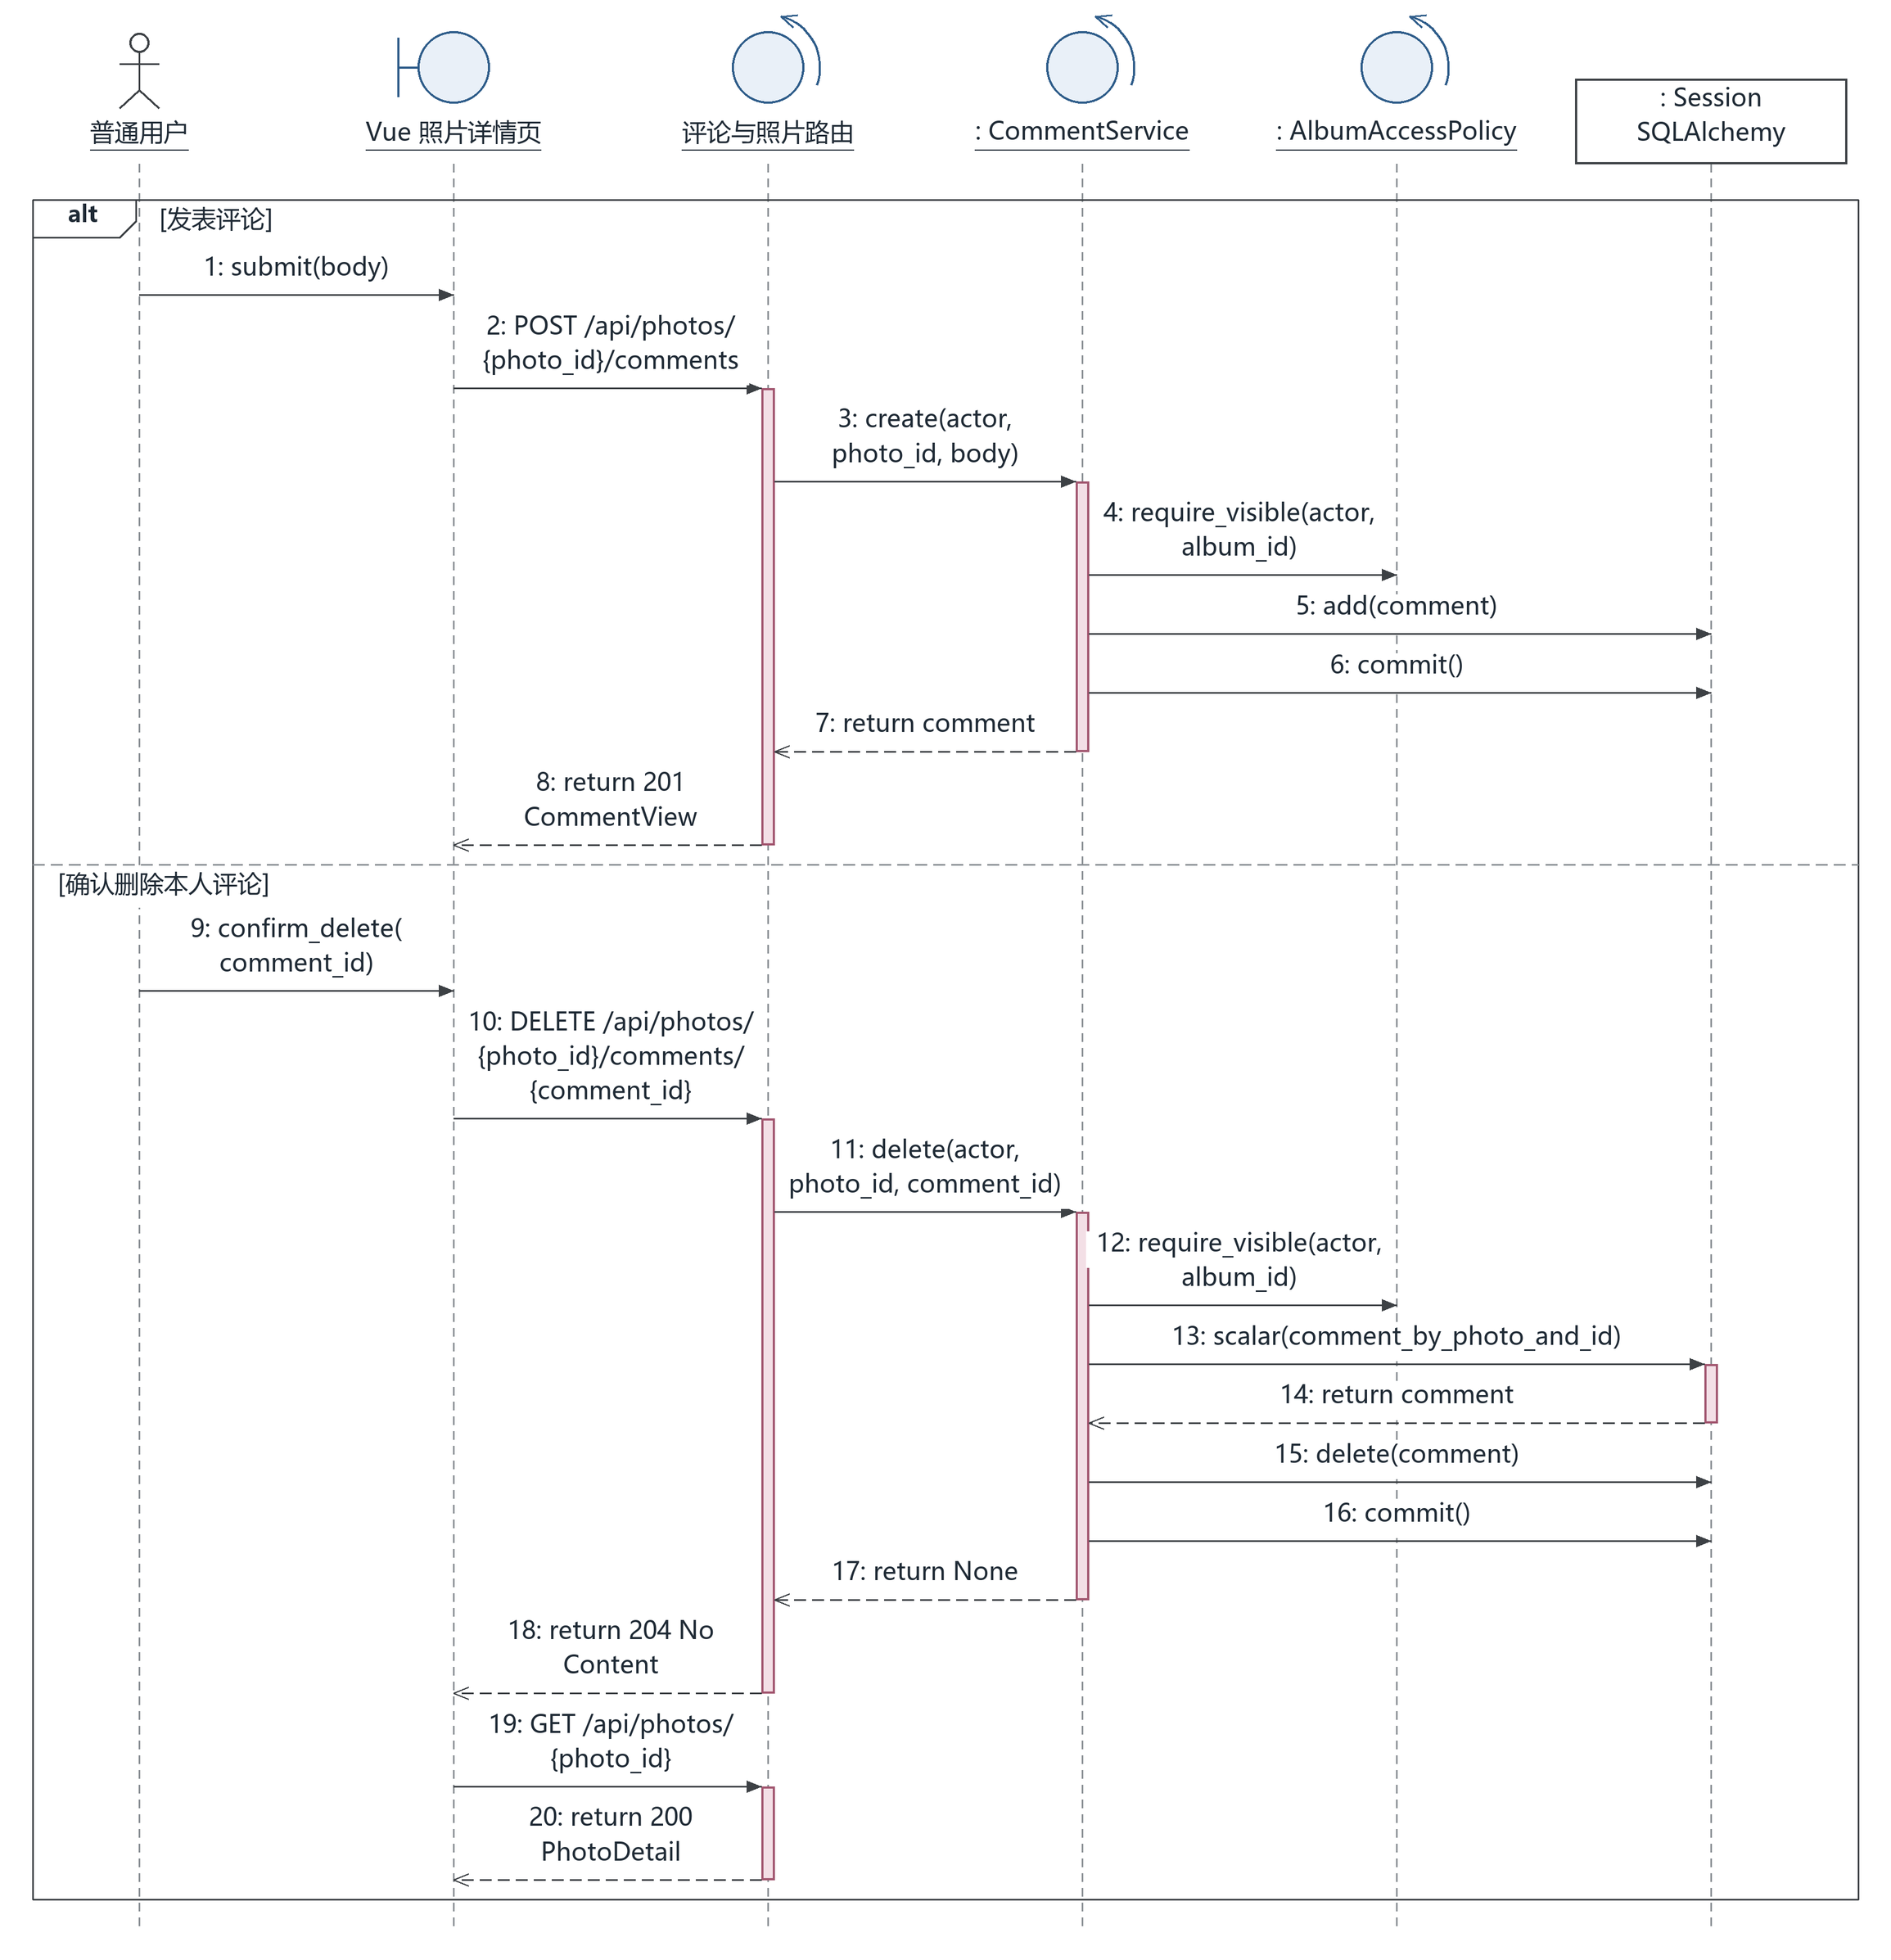 普通用户
Vue 照片详情页
评论与照片路由
: CommentService
: AlbumAccessPolicy
: Session
SQLAlchemy
alt
[发表评论]
1: submit(body)
2: POST /api/photos/
{photo_id}/comments
3: create(actor,
photo_id, body)
4: require_visible(actor,
album_id)
5: add(comment)
6: commit()
7: return comment
8: return 201
CommentView
[确认删除本人评论]
9: confirm_delete(
comment_id)
10: DELETE /api/photos/
{photo_id}/comments/
{comment_id}
11: delete(actor,
photo_id, comment_id)
12: require_visible(actor,
album_id)
13: scalar(comment_by_photo_and_id)
14: return comment
15: delete(comment)
16: commit()
17: return None
18: return 204 No
Content
19: GET /api/photos/
{photo_id}
20: return 200
PhotoDetail